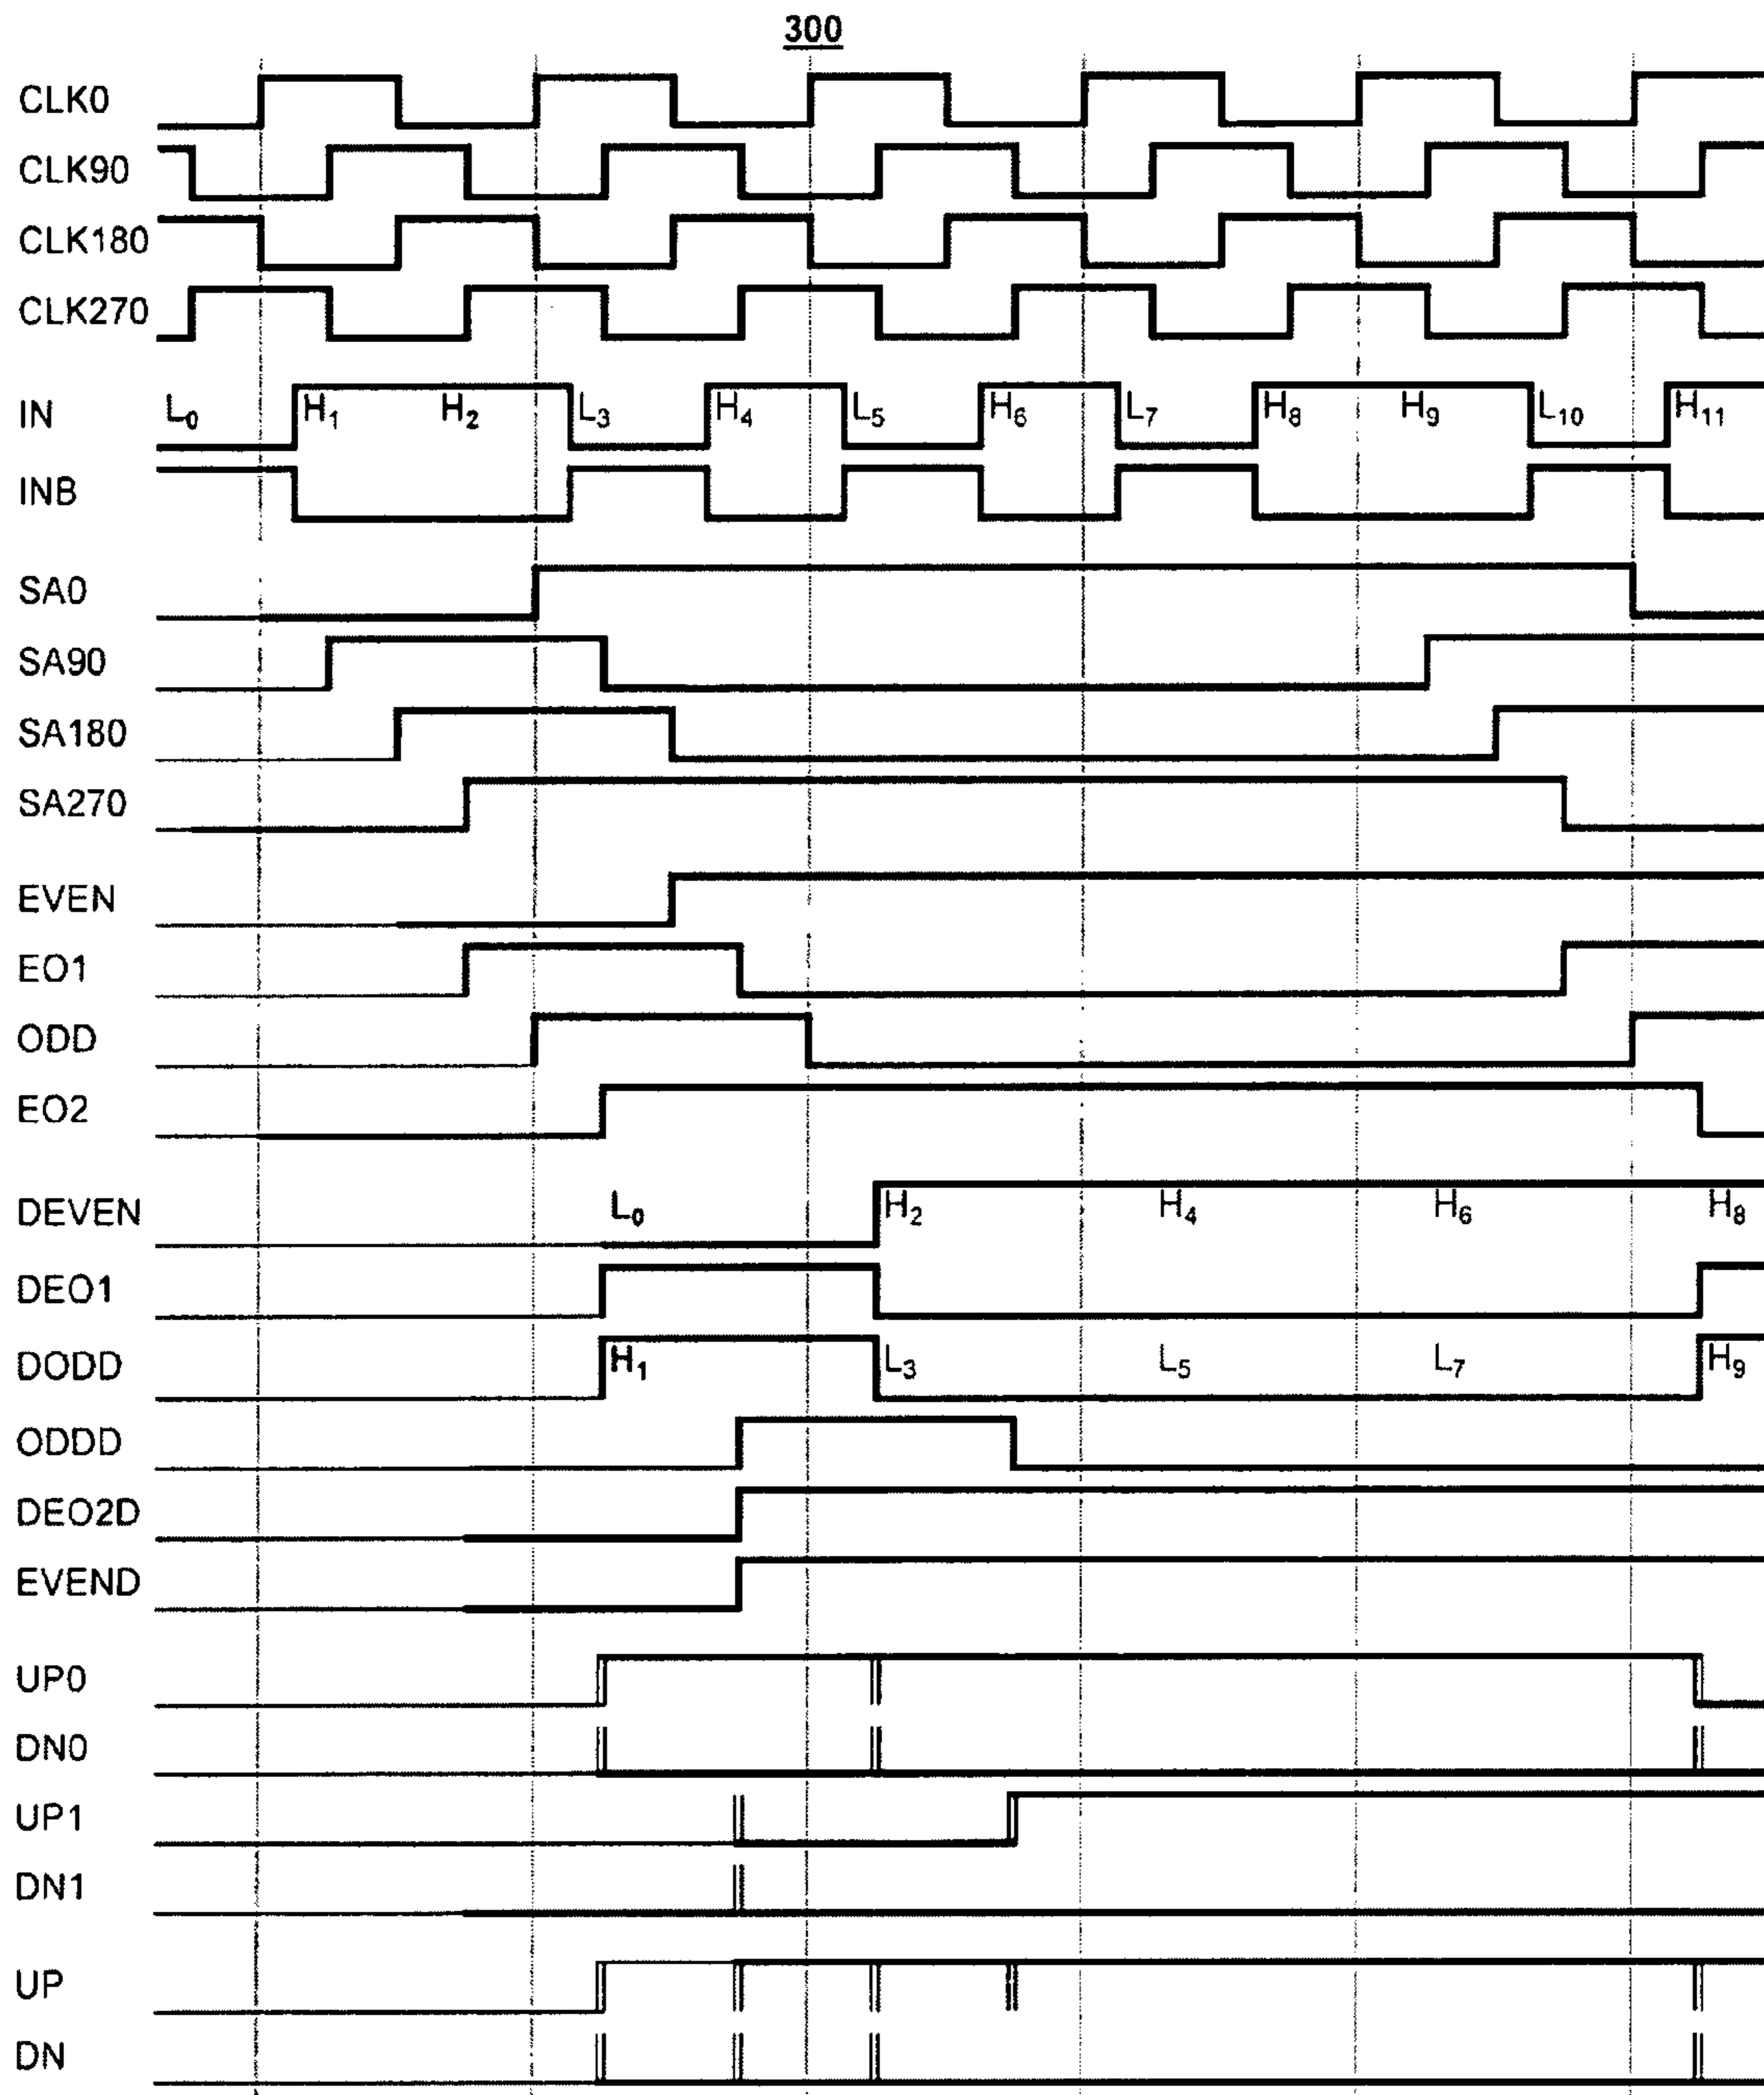 300
CLK0
CLK90
CLK180
CLK270
IN L₀ H₁ H₂ L₃ H₄ L₅ H₆ L₇ H₈ H₉ L₁₀ H₁₁
INB
SA0
SA90
SA180
SA270
EVEN
EO1
ODD
EO2
DEVEN L₀ H₂ H₄ H₆ H₈
DEO1
DODD H₁ L₃ L₅ L₇ H₉
ODDD
DEO2D
EVEND
UP0
DN0
UP1
DN1
UP
DN